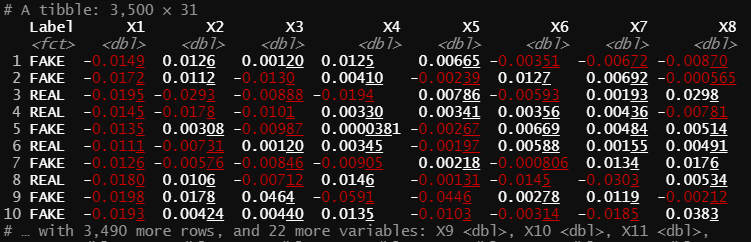 # A tibble: 3,500 × 31
Label X1 X2 X3 X4 X5 X6 X7 X8
<fct> <dbl> <dbl> <dbl> <dbl> <dbl> <dbl> <dbl> <dbl>
1 FAKE -0.0149 0.0126 0.00120 0.0125 0.00665 -0.00351 -0.00672 -0.00870
2 FAKE -0.0172 0.0112 -0.0130 0.00410 -0.00239 0.0127 0.00692 -0.000565
3 REAL -0.0195 -0.0293 -0.00888 -0.0194 0.00786 -0.00593 0.00193 0.0298
4 REAL -0.0145 -0.0178 -0.0101 0.00330 0.00341 0.00356 0.00436 -0.00781
5 FAKE -0.0135 0.00308 -0.00987 0.0000381 -0.00267 0.00669 0.00484 0.00514
6 REAL -0.0111 -0.00731 0.00120 0.00345 -0.00197 0.00588 0.00155 0.00491
7 FAKE -0.0126 -0.00576 -0.00846 -0.00905 0.00218 -0.000806 0.0134 0.0176
8 REAL -0.0180 0.0106 -0.00712 0.0146 -0.00131 -0.0145 -0.0303 0.00534
9 FAKE -0.0198 0.0178 0.0464 -0.0591 -0.0446 0.00278 0.0119 -0.00212
10 FAKE -0.0193 0.00424 0.00440 0.0135 -0.0103 -0.00314 -0.0185 0.0383
# … with 3,490 more rows, and 22 more variables: X9 <dbl>, X10 <dbl>, X11 <dbl>,